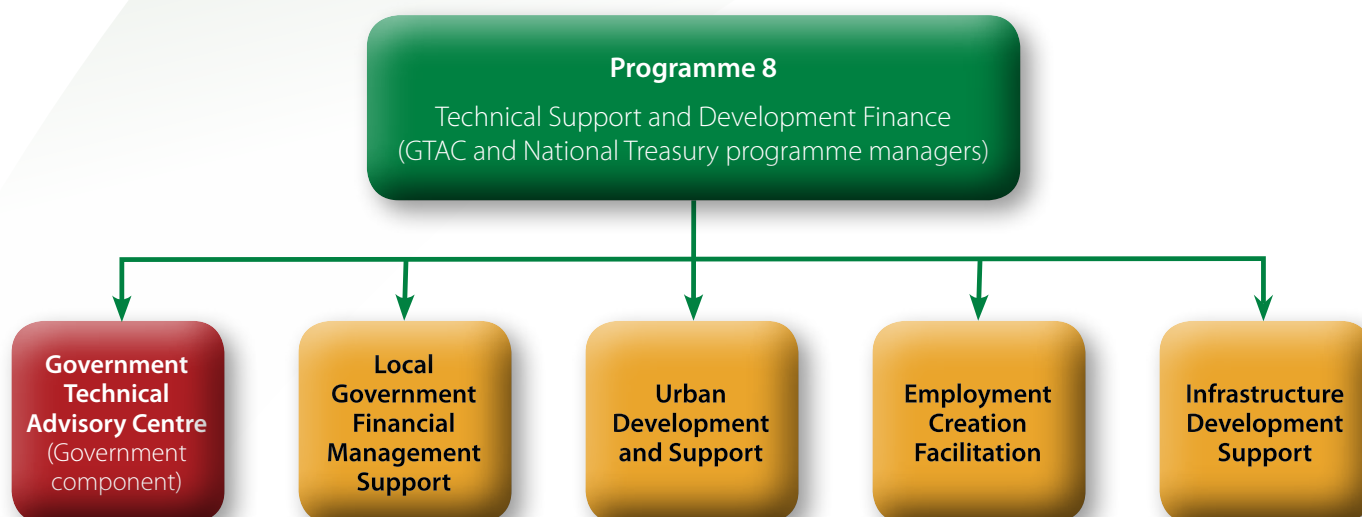 Programme 8
Technical Support and Development Finance
(GTAC and National Treasury programme managers)
Government
Technical
Advisory Centre
(Government
component)
Local
Government
Financial
Management
Support
Urban
Development
and Support
Employment
Creation
Facilitation
Infrastructure
Development
Support